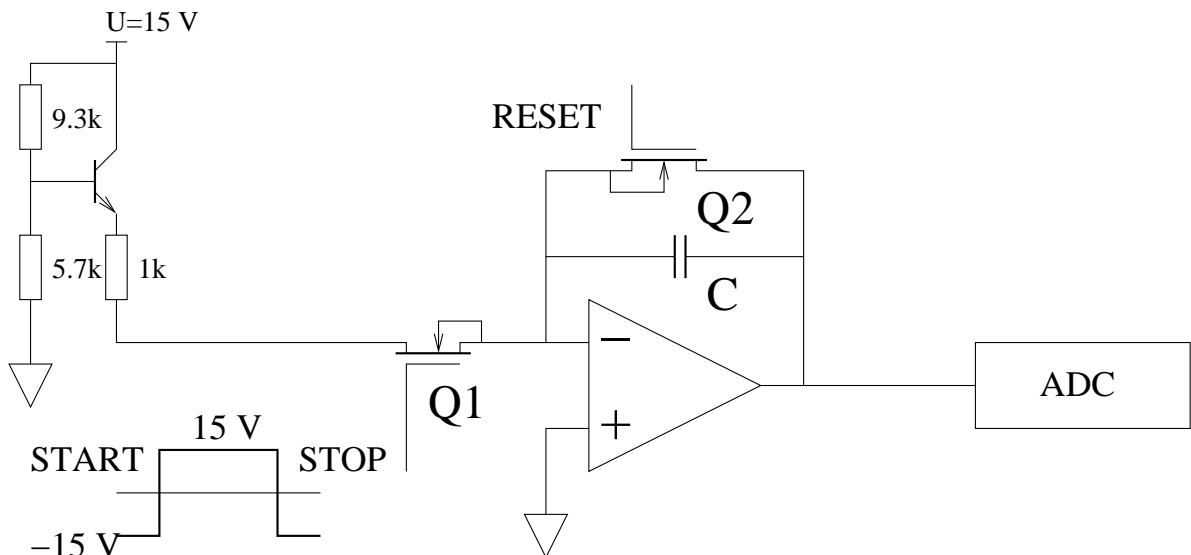 U=15 V
9.3k
RESET
Q2
5.7k
1k
C
−
Q1
+
ADC
15 V
START
STOP
−15 V